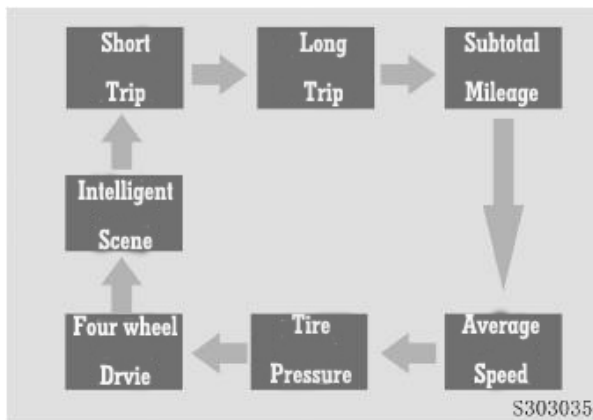 Short
Trip
Long
Trip
Subtotal
Mileage
Intelligent
Scene
Four wheel
Drvie
Tire
Pressure
Average
Speed
S303035